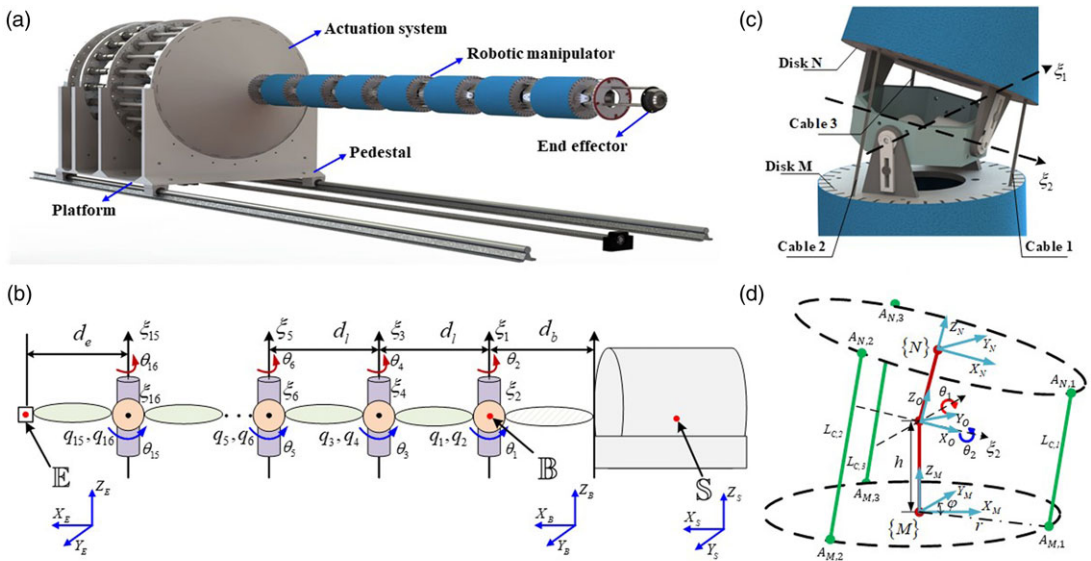 (a)
Actuation system
Robotic manipulator
End effector
Pedestal
Platform
(c)
Disk N
ξ1
Cable 3
Disk M
ξ2
Cable 2
Cable 1
(b)
d_e
ξ15
ξ5
d_l
ξ3
d_l
ξ1
d_b
θ16
θ6
θ4
θ2
ξ16
ξ6
ξ4
ξ2
q15, q16
q5, q6
q3, q4
q1, q2
θ15
θ5
θ3
θ1
𝔼
𝔹
𝕊
Z_E
Z_B
Z_S
X_E
X_B
X_S
Y_E
Y_B
Y_S
(d)
A_N,3
Z_N
A_N,2
{N}
Y_N
X_N
A_N,1
Z_O
θ1
Y_O
X_O
θ2
ξ2
L_C,2
L_C,1
L_C,3
h
Z_M
A_M,3
Y_M
X_M
φ
{M}
r
A_M,1
A_M,2